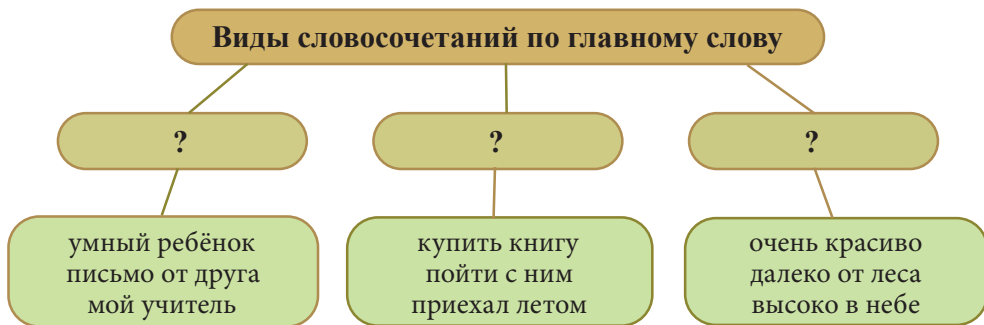 Виды словосочетаний по главному слову
?
?
?
умный ребёнок
письмо от друга
мой учитель
купить книгу
пойти с ним
приехал летом
очень красиво
далеко от леса
высоко в небе